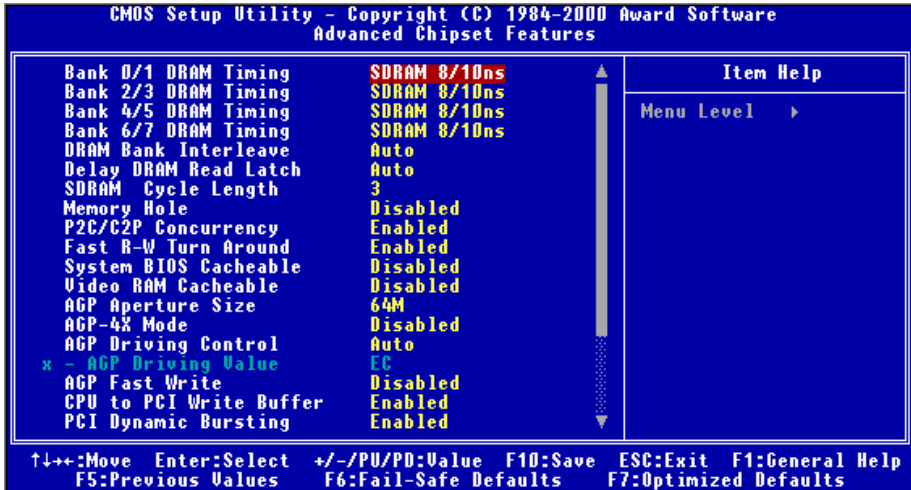 CMOS Setup Utility - Copyright (C) 1984-2000 Award Software
Advanced Chipset Features
Bank 0/1 DRAM Timing SDRAM 8/10ns
Bank 2/3 DRAM Timing SDRAM 8/10ns
Bank 4/5 DRAM Timing SDRAM 8/10ns
Bank 6/7 DRAM Timing SDRAM 8/10ns
DRAM Bank Interleave Auto
Delay DRAM Read Latch Auto
SDRAM Cycle Length 3
Memory Hole Disabled
P2C/C2P Concurrency Enabled
Fast R-W Turn Around Enabled
System BIOS Cacheable Disabled
Video RAM Cacheable Disabled
AGP Aperture Size 64M
AGP-4X Mode Disabled
AGP Driving Control Auto
x - AGP Driving Value EC
AGP Fast Write Disabled
CPU to PCI Write Buffer Enabled
PCI Dynamic Bursting Enabled
Item Help
Menu Level ▸
↑↓→←:Move Enter:Select +/-/PU/PD:Value F10:Save ESC:Exit F1:General Help
F5:Previous Values F6:Fail-Safe Defaults F7:Optimized Defaults